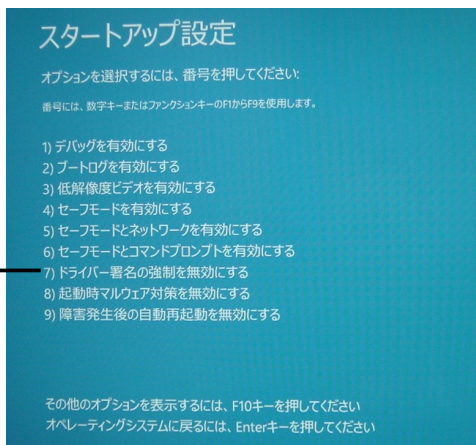 スタートアップ設定
オプションを選択するには、番号を押してください:
番号には、数字キーまたはファンクションキーのF1からF9を使用します。
1) デバッグを有効にする
2) ブートログを有効にする
3) 低解像度ビデオを有効にする
4) セーフモードを有効にする
5) セーフモードとネットワークを有効にする
6) セーフモードとコマンドプロンプトを有効にする
7) ドライバー署名の強制を無効にする
8) 起動時マルウェア対策を無効にする
9) 障害発生後の自動再起動を無効にする
その他のオプションを表示するには、F10キーを押してください
オペレーティングシステムに戻るには、Enterキーを押してください